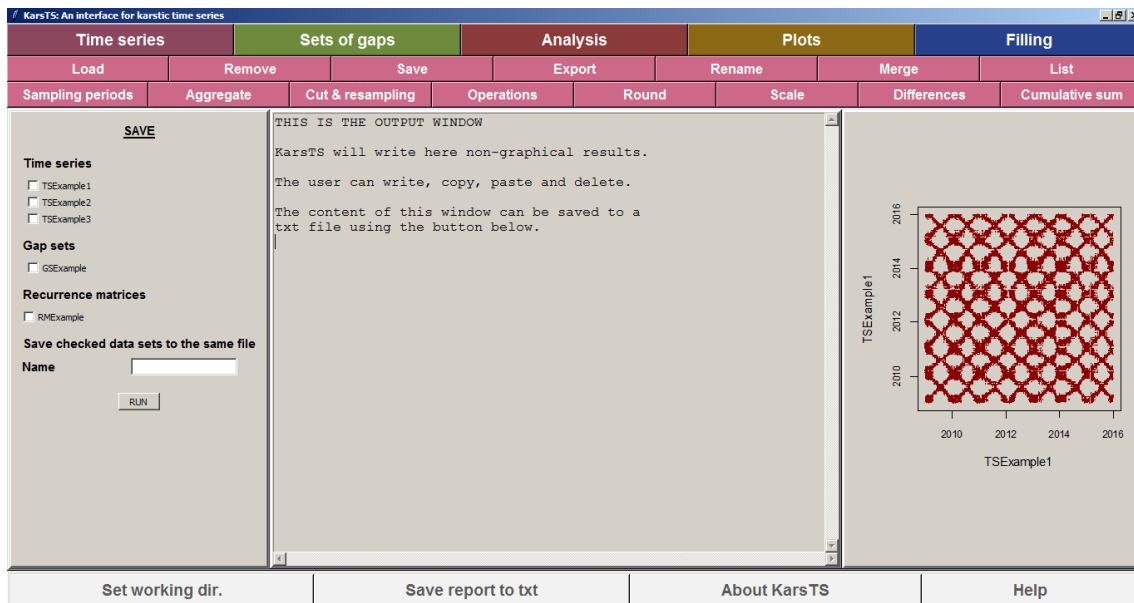 KarsTS: An interface for karstic time series
Time series Sets of gaps Analysis Plots Filling
Load Remove Save Export Rename Merge List
Sampling periods Aggregate Cut & resampling Operations Round Scale Differences Cumulative sum
SAVE
Time series
TSExample1
TSExample2
TSExample3
Gap sets
GSExample
Recurrence matrices
RMExample
Save checked data sets to the same file
Name
RUN
THIS IS THE OUTPUT WINDOW
KarsTS will write here non-graphical results.
The user can write, copy, paste and delete.
The content of this window can be saved to a
txt file using the button below.
TSExample1
2016
2014
2012
2010
2010 2012 2014 2016
TSExample1
Set working dir. Save report to txt About KarsTS Help